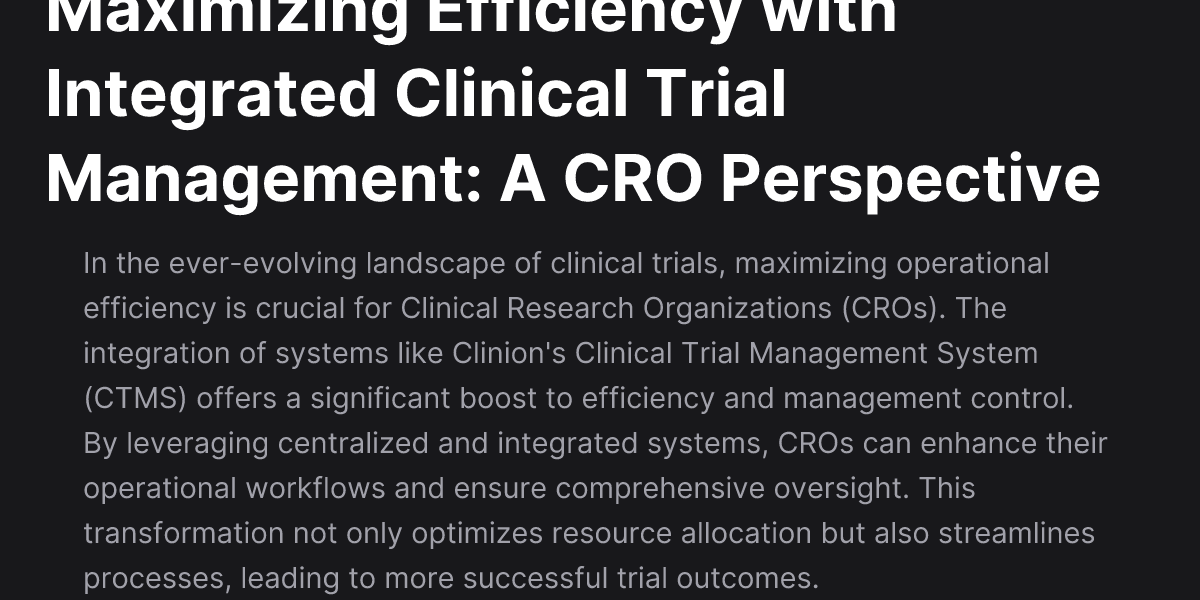 Maximizing Efficiency with
Integrated Clinical Trial
Management: A CRO Perspective
In the ever-evolving landscape of clinical trials, maximizing operational
efficiency is crucial for Clinical Research Organizations (CROs). The
integration of systems like Clinion's Clinical Trial Management System
(CTMS) offers a significant boost to efficiency and management control.
By leveraging centralized and integrated systems, CROs can enhance their
operational workflows and ensure comprehensive oversight. This
transformation not only optimizes resource allocation but also streamlines
processes, leading to more successful trial outcomes.